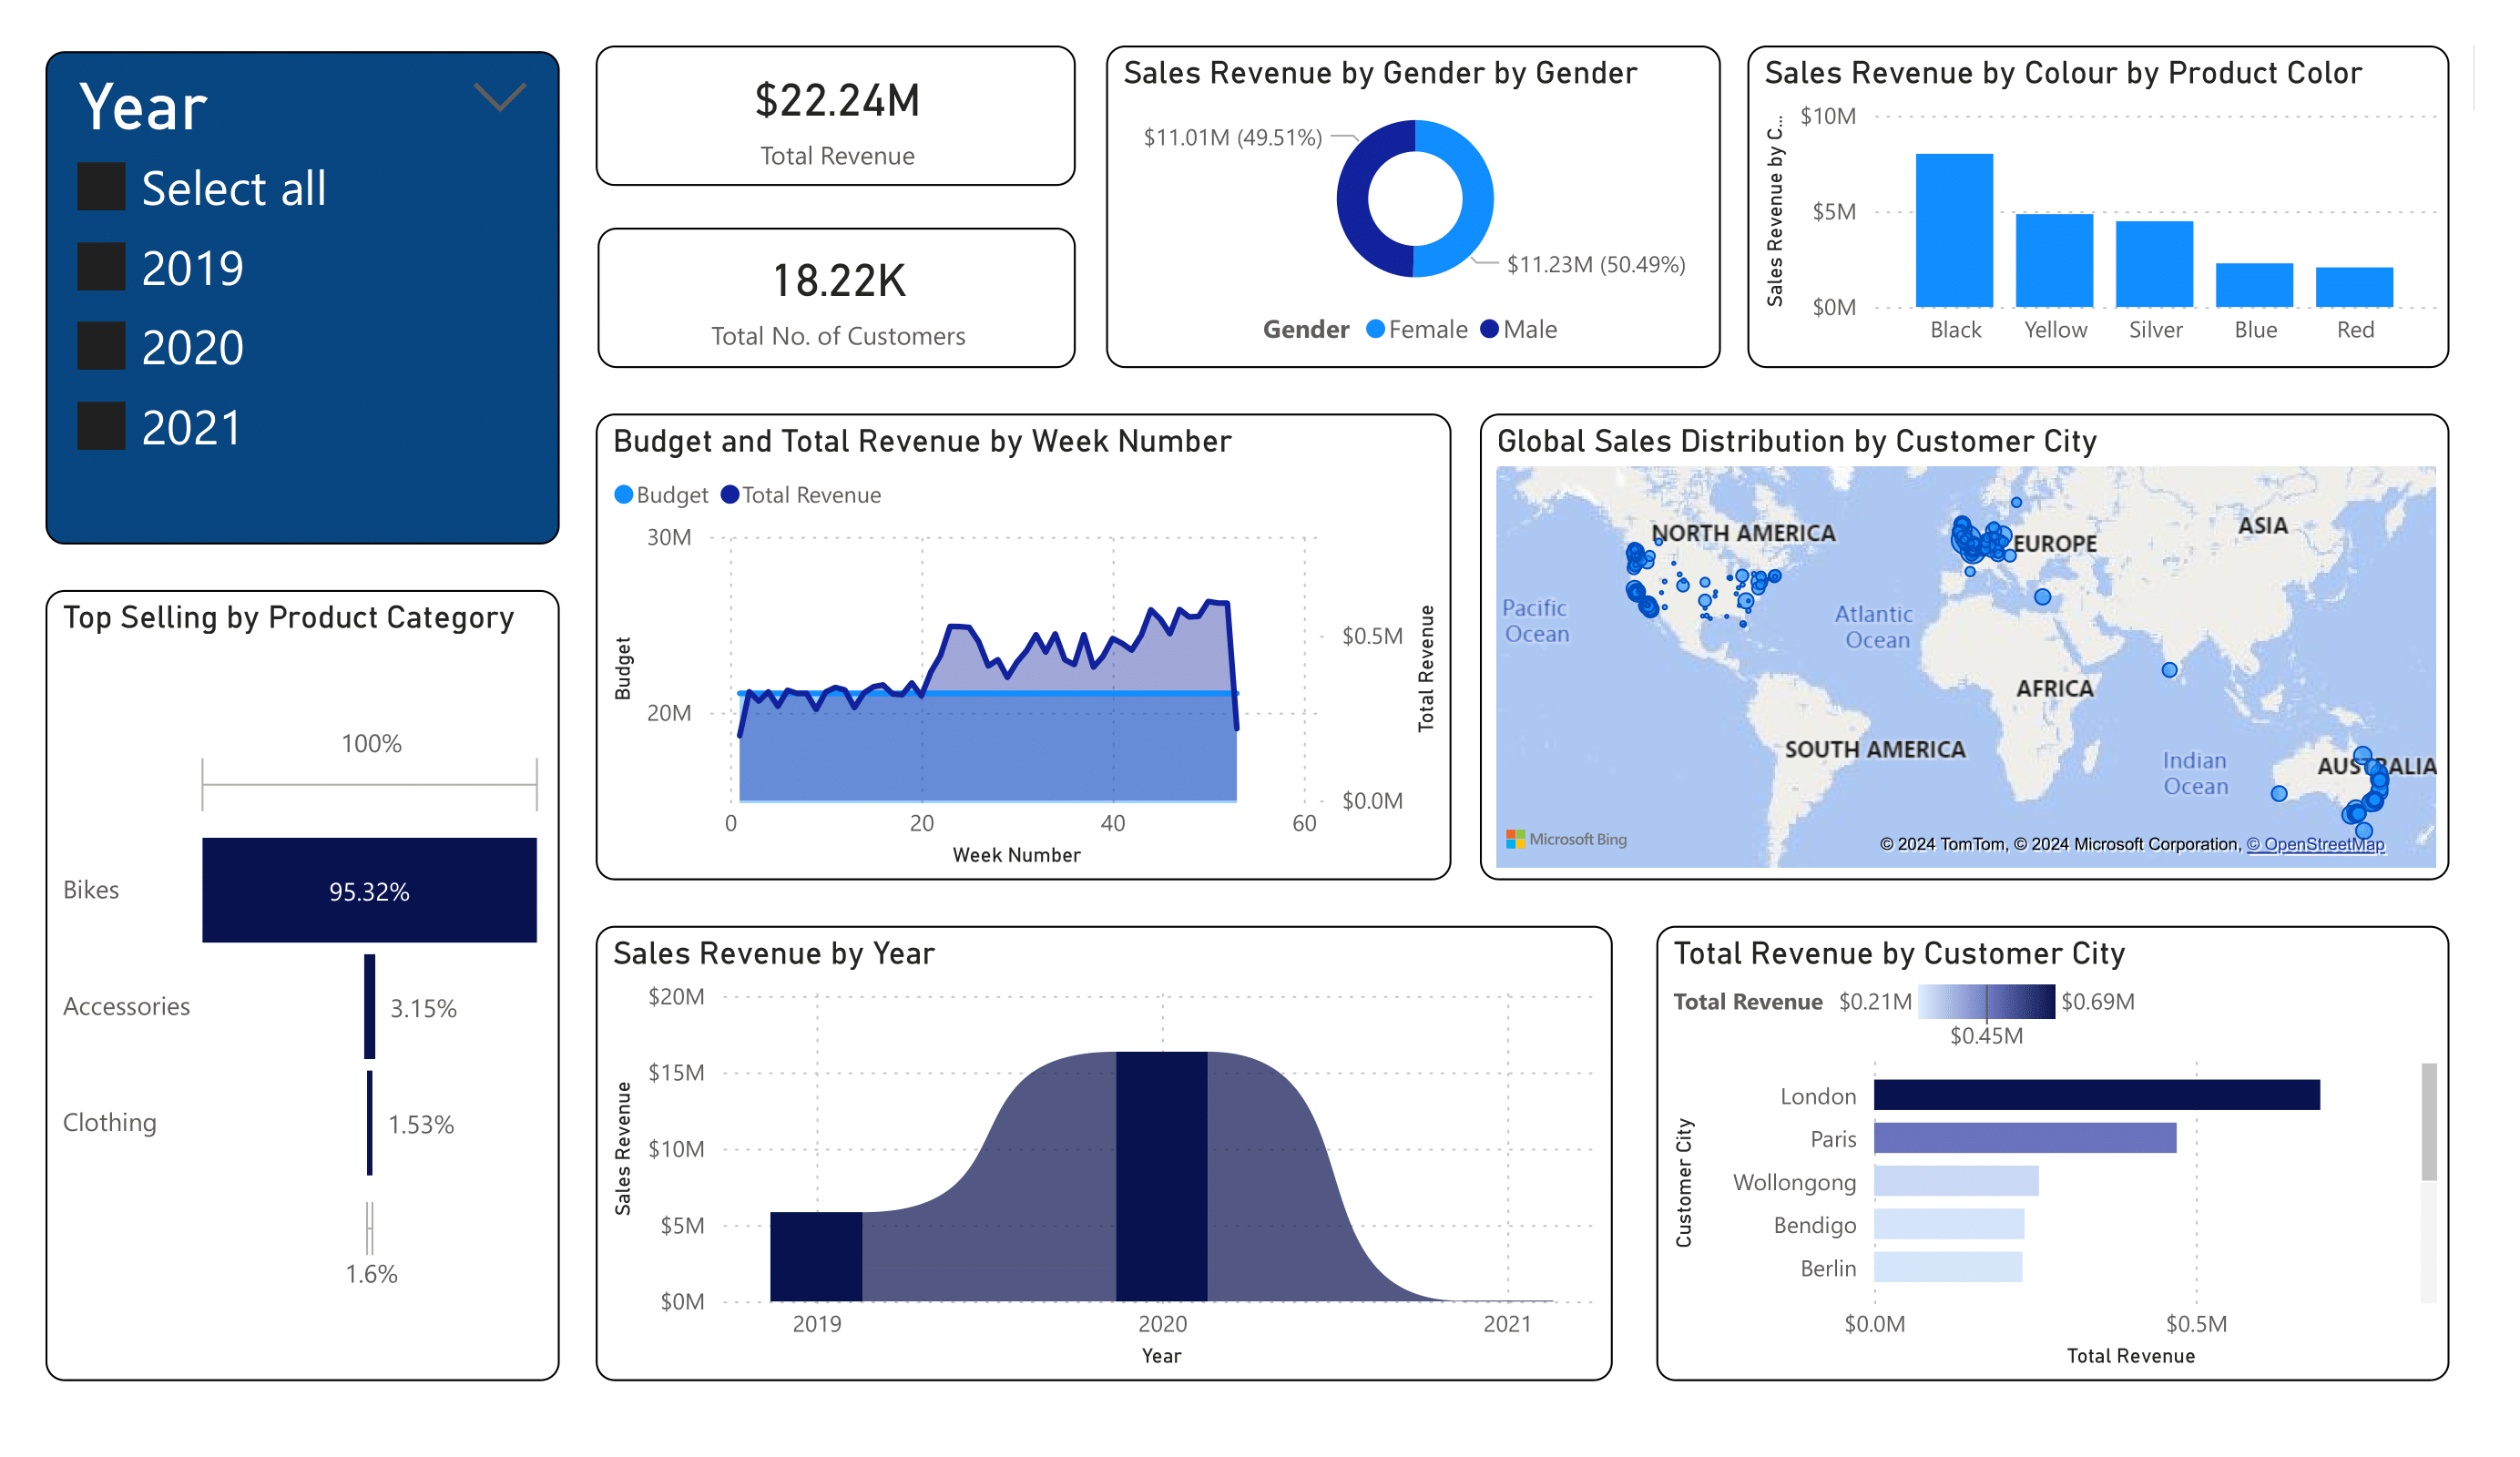 Year
Select all
2019
2020
2021
$22.24M
Total Revenue
18.22K
Total No. of Customers
Sales Revenue by Gender by Gender
$11.01M (49.51%)
$11.23M (50.49%)
Gender Female Male
Sales Revenue by Colour by Product Color
Sales Revenue by C...
$10M
$5M
$0M
Black Yellow Silver Blue Red
Top Selling by Product Category
100%
Bikes 95.32%
Accessories 3.15%
Clothing 1.53%
1.6%
Budget and Total Revenue by Week Number
Budget Total Revenue
30M
20M
Budget
$0.5M
$0.0M
Total Revenue
0 20 40 60
Week Number
Global Sales Distribution by Customer City
NORTH AMERICA
EUROPE
ASIA
Pacific
Ocean
Atlantic
Ocean
AFRICA
SOUTH AMERICA
Indian
Ocean
AUSTRALIA
Microsoft Bing
© 2024 TomTom, © 2024 Microsoft Corporation, © OpenStreetMap
Sales Revenue by Year
Sales Revenue
$20M
$15M
$10M
$5M
$0M
2019 2020 2021
Year
Total Revenue by Customer City
Total Revenue $0.21M $0.69M
$0.45M
Customer City
London
Paris
Wollongong
Bendigo
Berlin
$0.0M $0.5M
Total Revenue